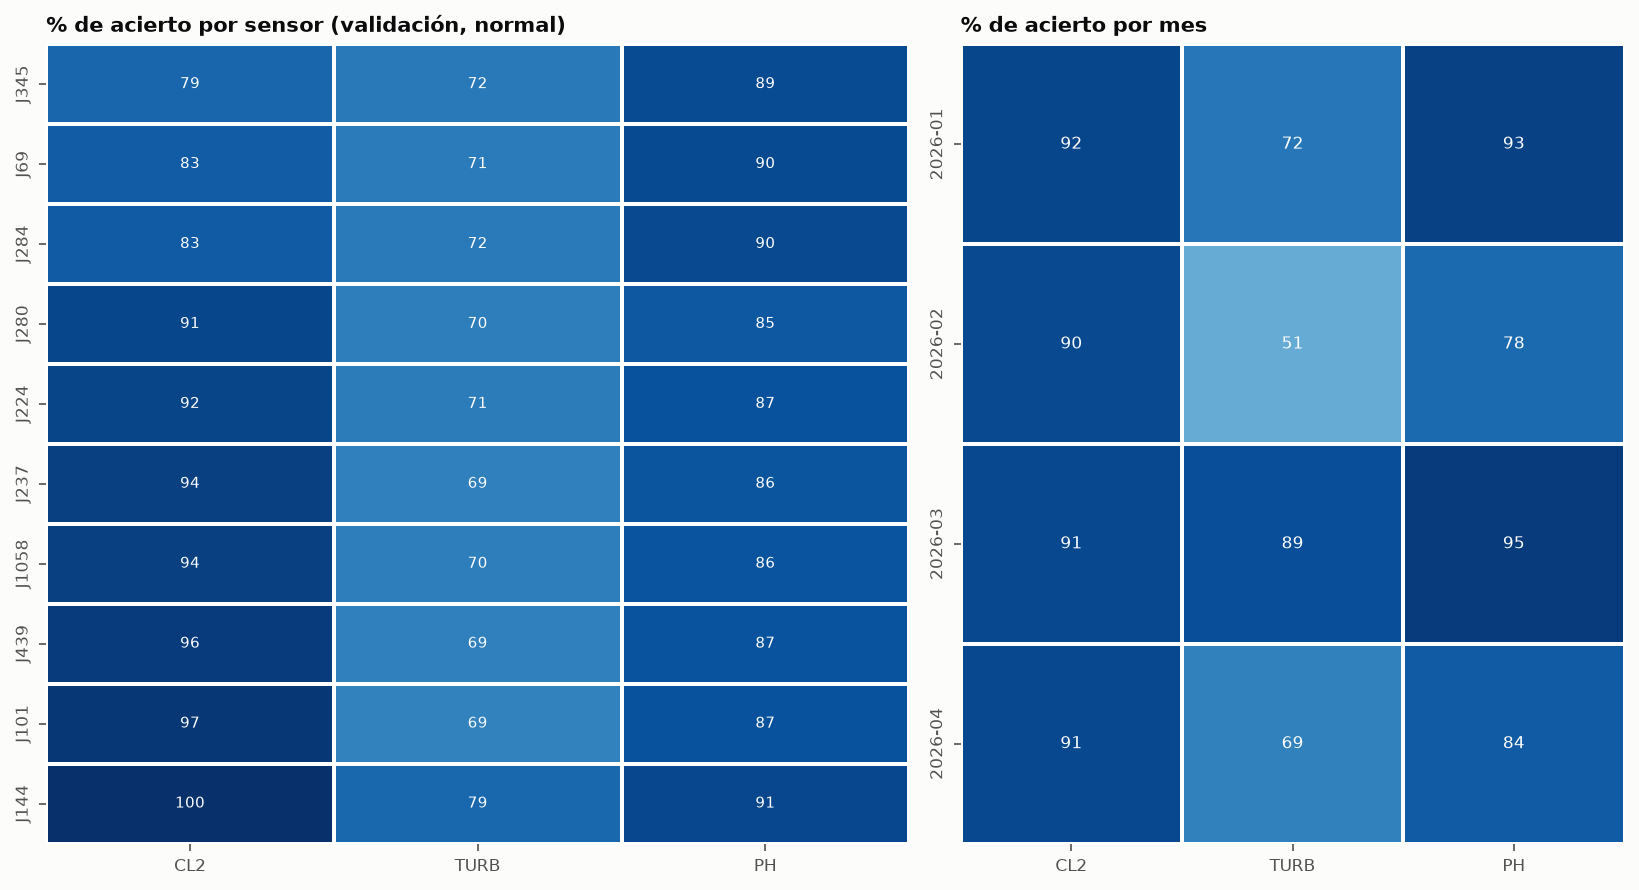 % de acierto por sensor (validación, normal)
J345 79 72 89
J69 83 71 90
J284 83 72 90
J280 91 70 85
J224 92 71 87
J237 94 69 86
J1058 94 70 86
J439 96 69 87
J101 97 69 87
J144 100 79 91
CL2 TURB PH
% de acierto por mes
2026-01 92 72 93
2026-02 90 51 78
2026-03 91 89 95
2026-04 91 69 84
CL2 TURB PH